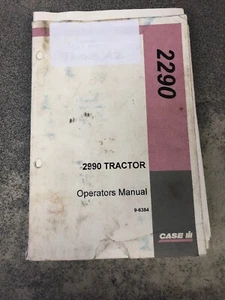 2290
2290 TRACTOR
Operators Manual
9-6384
CASE IH